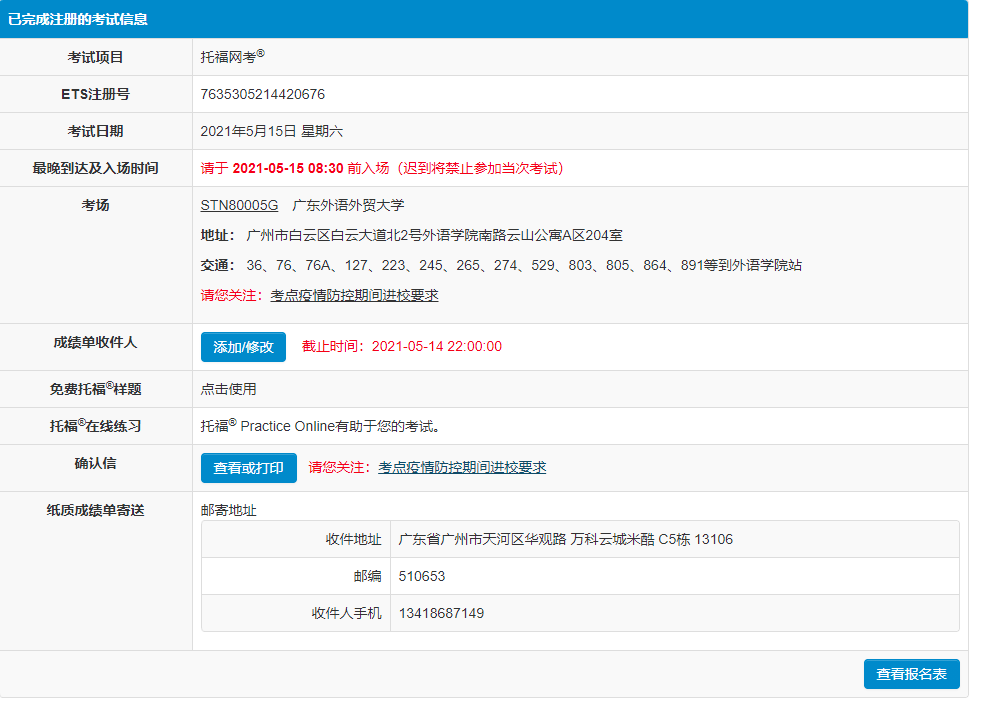 已完成注册的考试信息
考试项目 托福网考®
ETS注册号 7635305214420676
考试日期 2021年5月15日 星期六
最晚到达及入场时间 请于 2021-05-15 08:30 前入场（迟到将禁止参加当次考试）
考场 STN80005G 广东外语外贸大学
地址： 广州市白云区白云大道北2号外语学院南路云山公寓A区204室
交通： 36、76、76A、127、223、245、265、274、529、803、805、864、891等到外语学院站
请您关注：考点疫情防控期间进校要求
成绩单收件人 添加/修改 截止时间：2021-05-14 22:00:00
免费托福®样题 点击使用
托福®在线练习 托福® Practice Online有助于您的考试。
确认信 查看或打印 请您关注：考点疫情防控期间进校要求
纸质成绩单寄送 邮寄地址
收件地址 广东省广州市天河区华观路 万科云城米酷 C5栋 13106
邮编 510653
收件人手机 13418687149
查看报名表